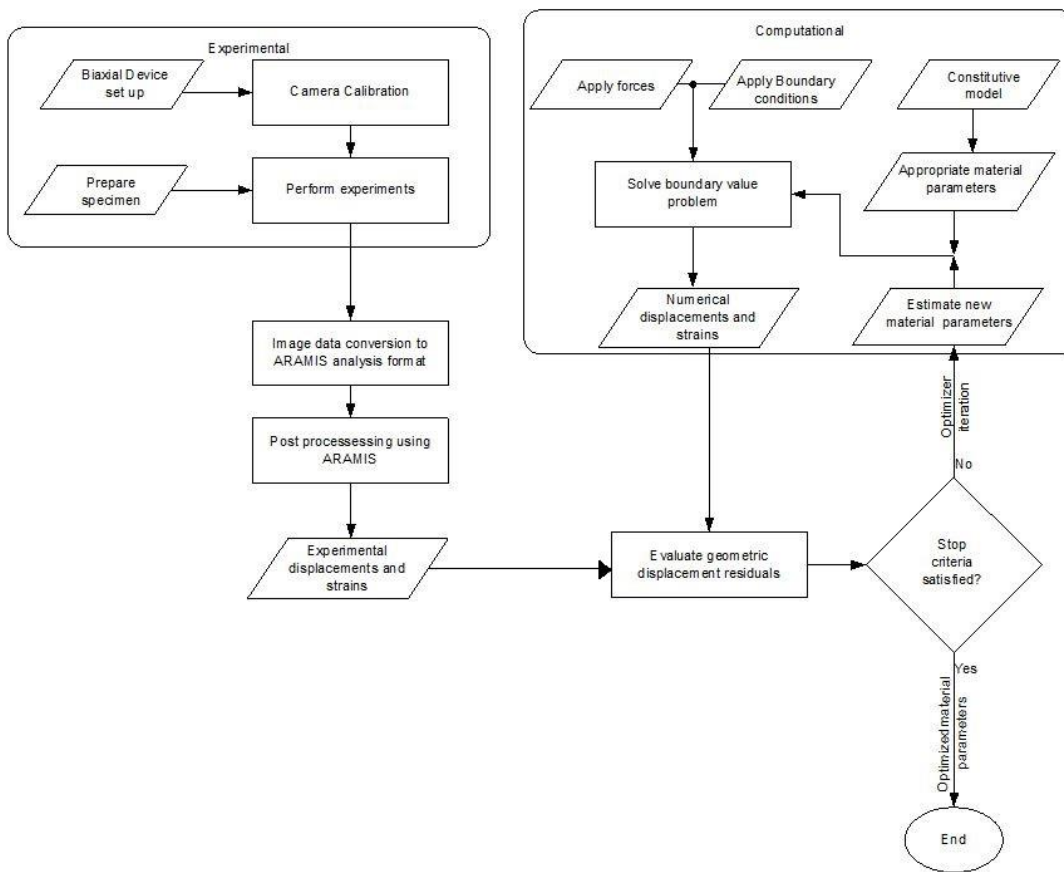 Experimental
Biaxial Device
set up
Camera Calibration
Prepare
specimen
Perform experiments
Image data conversion to
ARAMIS analysis format
Post processessing using
ARAMIS
Experimental
displacements and
strains
Computational
Apply forces
Apply Boundary
conditions
Constitutive
model
Solve boundary value
problem
Appropriate material
parameters
Numerical
displacements and
strains
Estimate new
material parameters
Optimizer
iteration
No
Evaluate geometric
displacement residuals
Stop
criteria
satisfied?
Yes
Optimized material
parameters
End